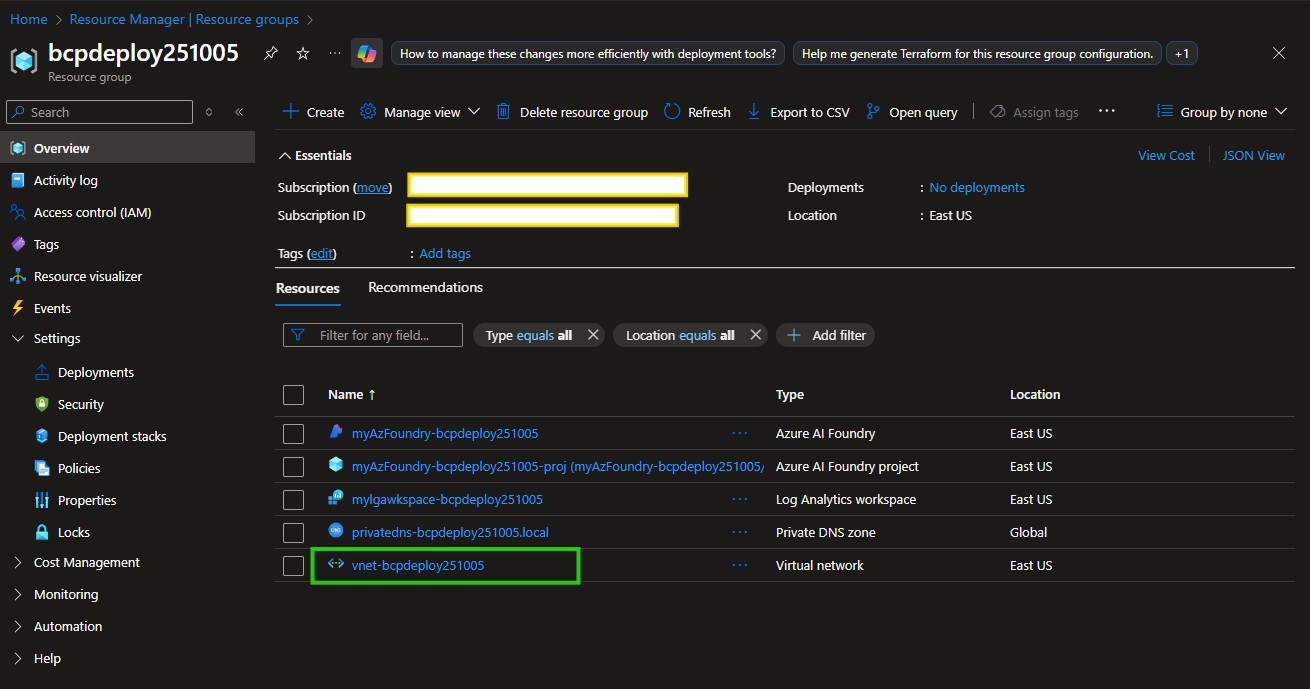 Home > Resource Manager | Resource groups >
bcpdeploy251005
Resource group
How to manage these changes more efficiently with deployment tools?
Help me generate Terraform for this resource group configuration.
+1
Search
Create Manage view Delete resource group Refresh Export to CSV Open query Assign tags Group by none
Overview
Activity log
Access control (IAM)
Tags
Resource visualizer
Events
Settings
Deployments
Security
Deployment stacks
Policies
Properties
Locks
Cost Management
Monitoring
Automation
Help
Essentials
View Cost JSON View
Subscription (move)
Deployments : No deployments
Subscription ID
Location : East US
Tags (edit) : Add tags
Resources Recommendations
Filter for any field... Type equals all Location equals all Add filter
Name ↑ Type Location
myAzFoundry-bcpdeploy251005 ... Azure AI Foundry East US
myAzFoundry-bcpdeploy251005-proj (myAzFoundry-bcpdeploy251005/ ... Azure AI Foundry project East US
mylgawkspace-bcpdeploy251005 ... Log Analytics workspace East US
privatedns-bcpdeploy251005.local ... Private DNS zone Global
vnet-bcpdeploy251005 ... Virtual network East US